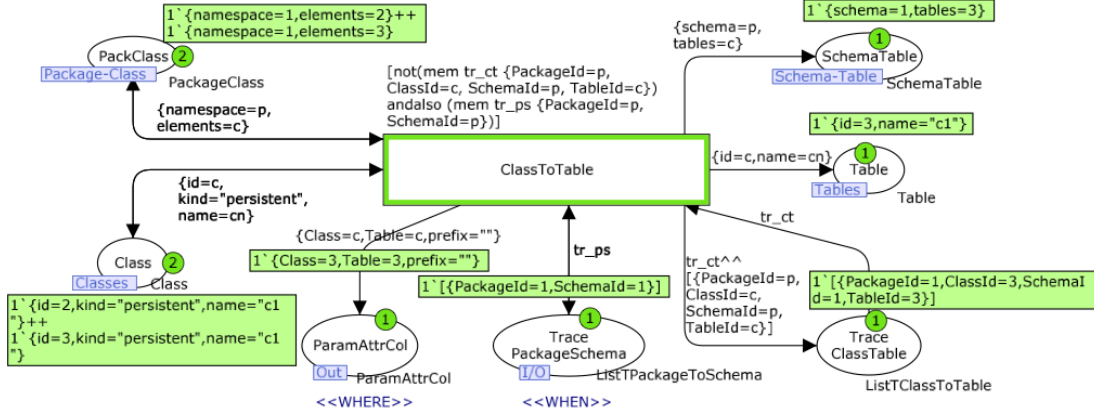 1`{namespace=1,elements=2}++
1`{namespace=1,elements=3}
PackClass
2
Package-Class
PackageClass
{namespace=p,
elements=c}
[not(mem tr_ct {PackageId=p,
ClassId=c, SchemaId=p, TableId=c})
andalso (mem tr_ps {PackageId=p,
SchemaId=p})]
{schema=p,
tables=c}
1`{schema=1,tables=3}
1
SchemaTable
Schema-Table
SchemaTable
1`{id=3,name="c1"}
ClassToTable
{id=c,name=cn}
1
Table
Tables
Table
{id=c,
kind="persistent",
name=cn}
Class
2
Classes
Class
1`{id=2,kind="persistent",name="c1
"}++
1`{id=3,kind="persistent",name="c1
"}
{Class=c,Table=c,prefix=""}
1`{Class=3,Table=3,prefix=""}
1
ParamAttrCol
Out
ParamAttrCol
<<WHERE>>
tr_ps
1`[{PackageId=1,SchemaId=1}]
1
Trace
PackageSchema
I/O
ListTPackageToSchema
<<WHEN>>
tr_ct
tr_ct^^
[{PackageId=p,
ClassId=c,
SchemaId=p,
TableId=c}]
1`[{PackageId=1,ClassId=3,SchemaI
d=1,TableId=3}]
1
Trace
ClassTable
ListTClassToTable